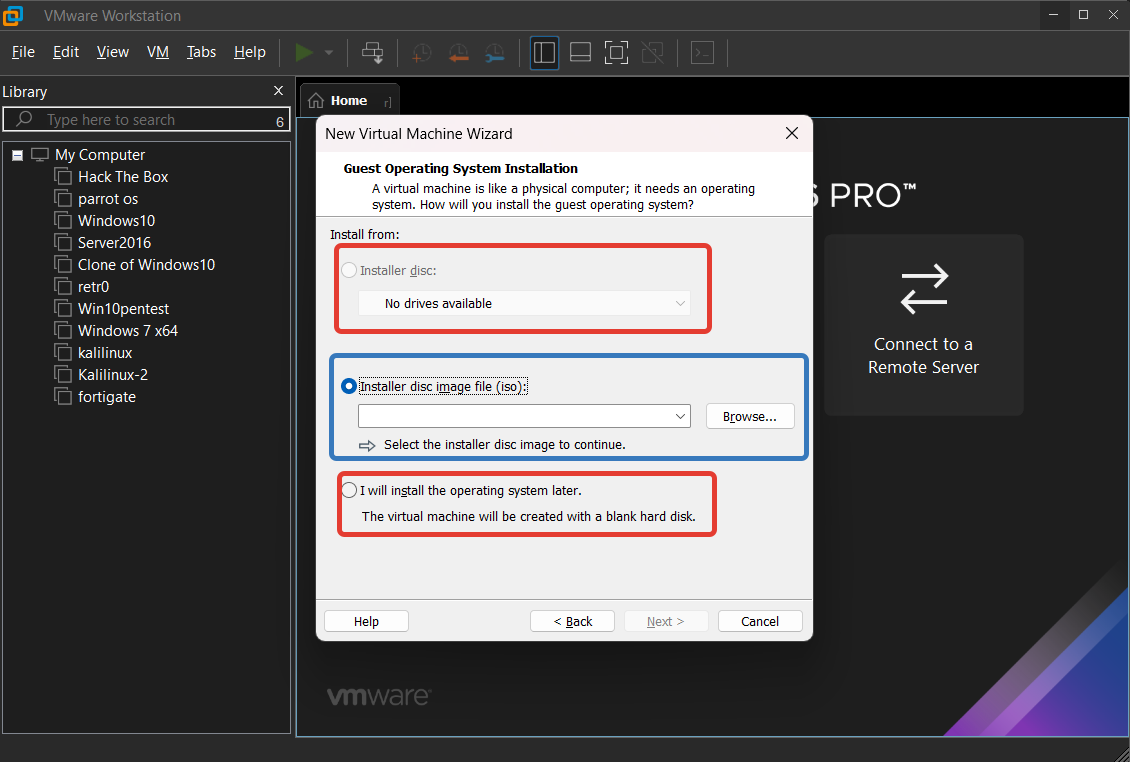 VMware Workstation
File Edit View VM Tabs Help
Library
Type here to search
6
My Computer
Hack The Box
parrot os
Windows10
Server2016
Clone of Windows10
retr0
Win10pentest
Windows 7 x64
kalilinux
Kalilinux-2
fortigate
Home
PRO™
Connect to a
Remote Server
New Virtual Machine Wizard
Guest Operating System Installation
A virtual machine is like a physical computer; it needs an operating
system. How will you install the guest operating system?
Install from:
Installer disc:
No drives available
Installer disc image file (iso):
Browse...
Select the installer disc image to continue.
I will install the operating system later.
The virtual machine will be created with a blank hard disk.
Help < Back Next > Cancel
vmware